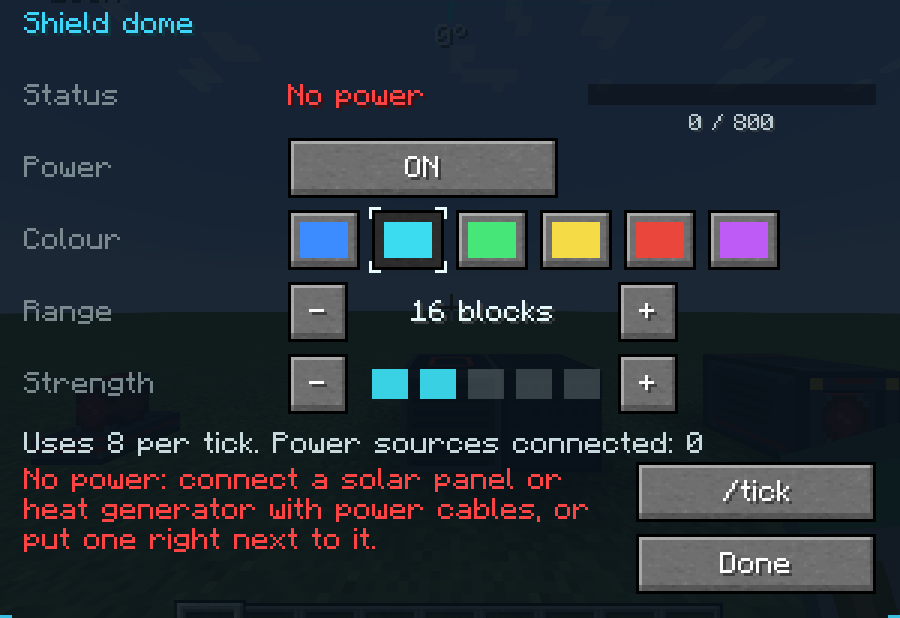 Shield dome
Status No power
0 / 800
Power ON
Colour
Range - 16 blocks +
Strength - +
Uses 8 per tick. Power sources connected: 0
No power: connect a solar panel or
heat generator with power cables, or
put one right next to it.
/tick
Done